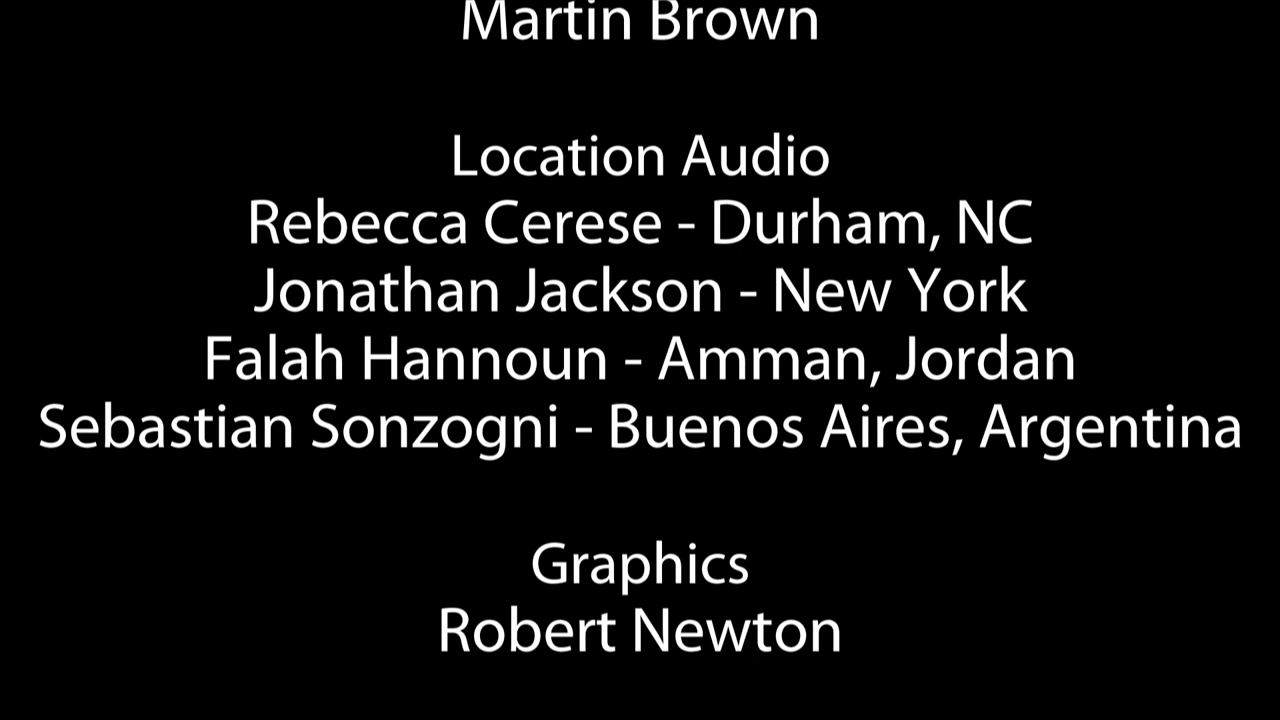 Martin Brown
Location Audio
Rebecca Cerese - Durham, NC
Jonathan Jackson - New York
Falah Hannoun - Amman, Jordan
Sebastian Sonzogni - Buenos Aires, Argentina
Graphics
Robert Newton